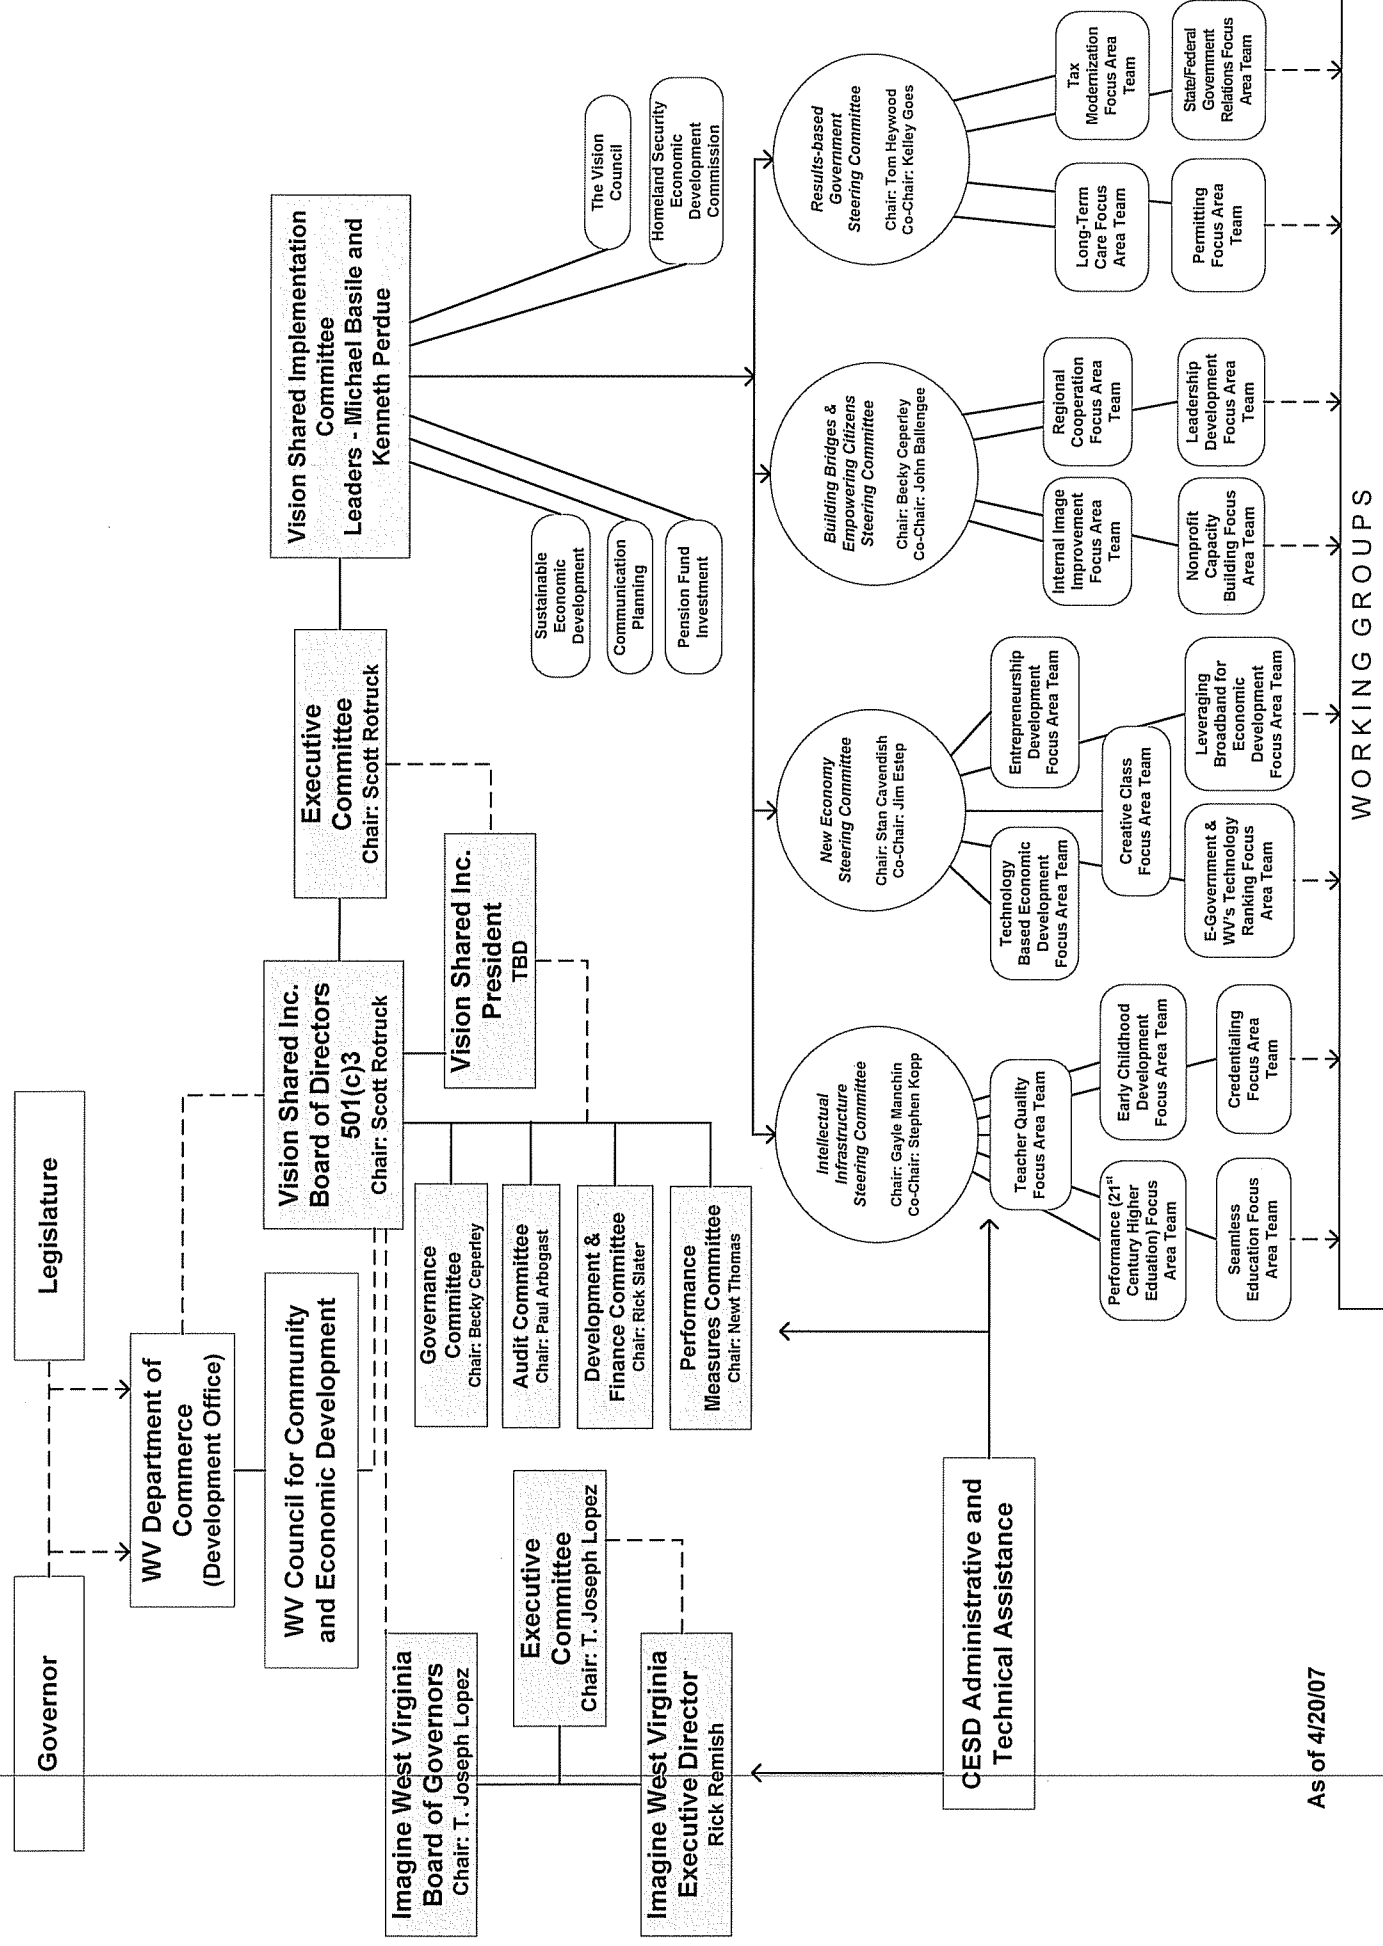 Governor
Legislature
WV Department of
Commerce
(Development Office)
WV Council for Community
and Economic Development
Vision Shared Inc.
Board of Directors
501(c)3
Chair: Scott Rotruck
Executive
Committee
Chair: Scott Rotruck
Vision Shared Implementation
Committee
Leaders - Michael Basile and
Kenneth Perdue
Imagine West Virginia
Board of Governors
Chair: T. Joseph Lopez
Executive
Committee
Chair: T. Joseph Lopez
Imagine West Virginia
Executive Director
Rick Remish
Governance
Committee
Chair: Becky Ceperley
Audit Committee
Chair: Paul Arbogast
Development &
Finance Committee
Chair: Rick Slater
Performance
Measures Committee
Chair: Newt Thomas
Vision Shared Inc.
President
TBD
Sustainable
Economic
Development
Communication
Planning
Pension Fund
Investment
The Vision
Council
Homeland Security
Economic
Development
Commission
CESD Administrative and
Technical Assistance
Intellectual
Infrastructure
Steering Committee
Chair: Gayle Manchin
Co-Chair: Stephen Kopp
Teacher Quality
Focus Area Team
Performance (21st
Century Higher
Eduation) Focus
Area Team
Early Childhood
Development
Focus Area Team
Seamless
Education Focus
Area Team
Credentialing
Focus Area
Team
New Economy
Steering Committee
Chair: Stan Cavendish
Co-Chair: Jim Estep
Technology
Based Economic
Development
Focus Area Team
Entrepreneurship
Development
Focus Area Team
Creative Class
Focus Area Team
E-Government &
WV's Technology
Ranking Focus
Area Team
Leveraging
Broadband for
Economic
Development
Focus Area Team
Building Bridges &
Empowering Citizens
Steering Committee
Chair: Becky Ceperley
Co-Chair: John Ballengee
Internal Image
Improvement
Focus Area
Team
Regional
Cooperation
Focus Area
Team
Nonprofit
Capacity
Building Focus
Area Team
Leadership
Development
Focus Area
Team
Results-based
Government
Steering Committee
Chair: Tom Heywood
Co-Chair: Kelley Goes
Long-Term
Care Focus
Area Team
Tax
Modernization
Focus Area
Team
Permitting
Focus Area
Team
State/Federal
Government
Relations Focus
Area Team
WORKING GROUPS
As of 4/20/07